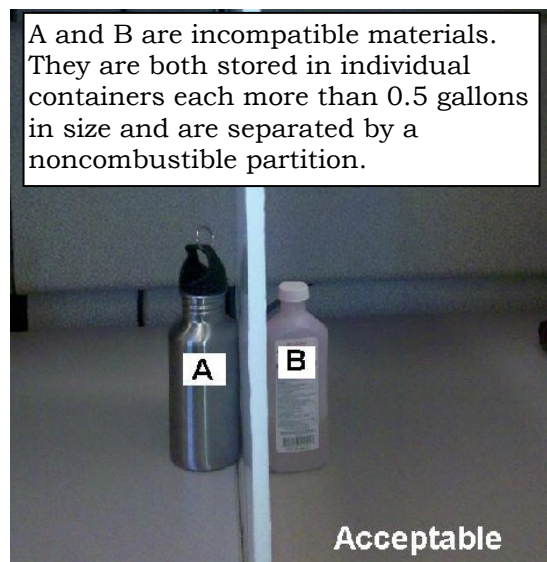 A and B are incompatible materials.
They are both stored in individual
containers each more than 0.5 gallons
in size and are separated by a
noncombustible partition.
A
B
Acceptable